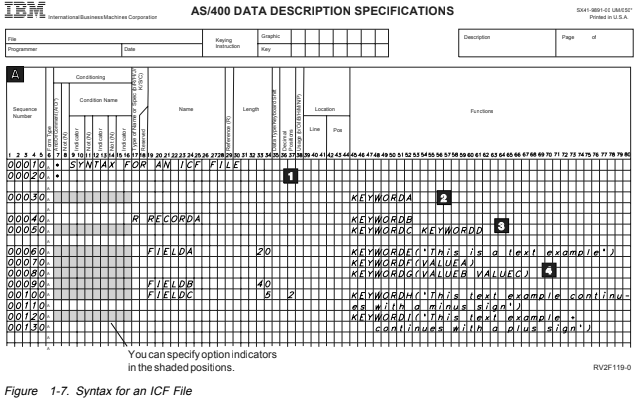 IBM International Business Machines Corporation
AS/400 DATA DESCRIPTION SPECIFICATIONS
SX41-9891-00 UM/050*
Printed in U.S.A.
File
Programmer
Date
Keying Instruction
Graphic
Key
Description
Page of
A
Sequence Number
Form Type
And/Or/Comment (A/O/*)
Conditioning
Condition Name
Not (N)
Indicator
Not (N)
Indicator
Not (N)
Indicator
Reserved
Name
Reference (R)
Length
Data Type/Keyboard Shift
Decimal Positions
Location
Line
Pos
Functions
1 2 3 4 5 6 7 8 9 10 11 12 13 14 15 16 17 18 19 20 21 22 23 24 25 26 27 28 29 30 31 32 33 34 35 36 37 38 39 40 41 42 43 44 45 46 47 48 49 50 51 52 53 54 55 56 57 58 59 60 61 62 63 64 65 66 67 68 69 70 71 72 73 74 75 76 77 78 79 80
00010 A * SYNTAX FOR AN ICF FILE
00020 A * 1
00030 A KEYWORDA 2
00040 A R RECORDA KEYWORDB
00050 A KEYWORDC KEYWORDD 3
00060 A FIELDA 20 KEYWORDE('This is a text example')
00070 A KEYWORDF(VALUEA)
00080 A KEYWORDG(VALUEB VALUEC) 4
00090 A FIELDB 40
00100 A FIELDC 5 2 KEYWORDH('This text example continu-
00110 A es with a minus sign')
00120 A KEYWORDI('This text example +
00130 A continues with a plus sign')
You can specify option indicators
in the shaded positions.
RV2F119-0
Figure 1-7. Syntax for an ICF File